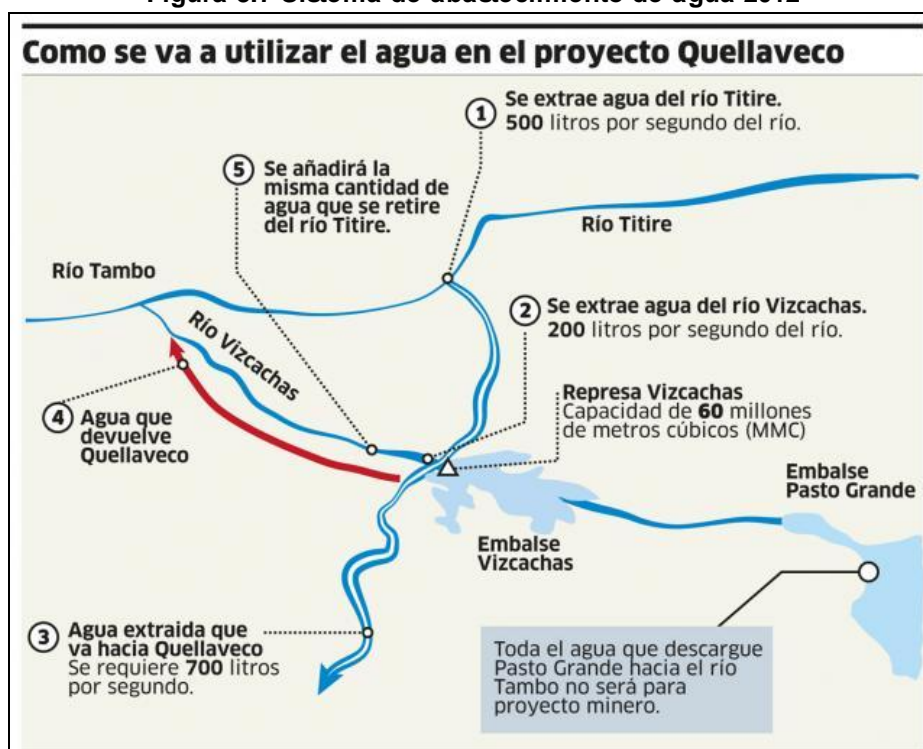 Como se va a utilizar el agua en el proyecto Quellaveco
1
Se extrae agua del río Titire.
500 litros por segundo del río.
5
Se añadirá la
misma cantidad de
agua que se retire
del río Titire.
Río Titire
Río Tambo
2
Se extrae agua del río Vizcachas.
200 litros por segundo del río.
Río Vizcachas
Represa Vizcachas
Capacidad de 60 millones
de metros cúbicos (MMC)
4
Agua que
devuelve
Quellaveco
Embalse
Pasto Grande
Embalse
Vizcachas
3
Agua extraida que
va hacia Quellaveco
Se requiere 700 litros
por segundo.
Toda el agua que descargue
Pasto Grande hacia el río
Tambo no será para
proyecto minero.